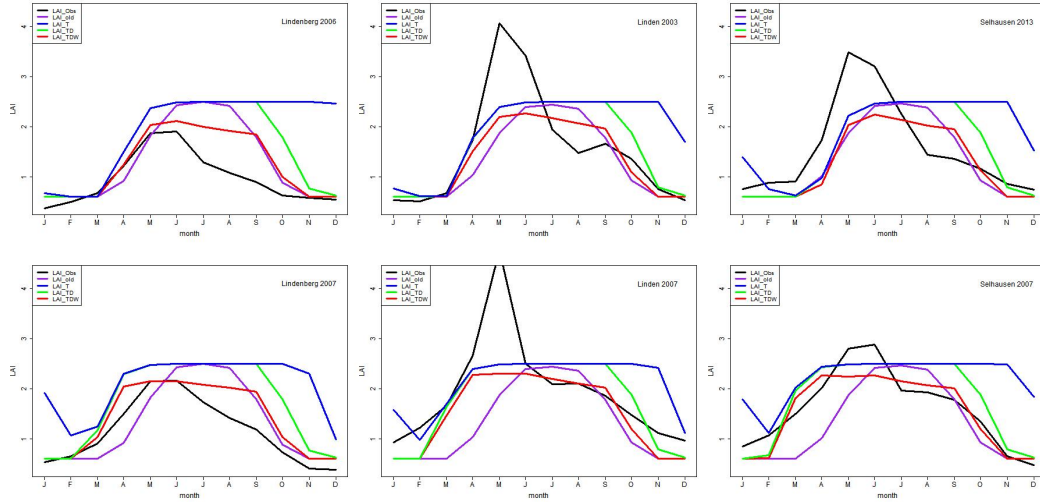 LAI_Obs
LAI_old
LAI_T
LAI_TD
LAI_TDW
Lindenberg 2006
LAI
4
3
2
1
J F M A M J J A S O N D
month
LAI_Obs
LAI_old
LAI_T
LAI_TD
LAI_TDW
Linden 2003
LAI
4
3
2
1
J F M A M J J A S O N D
month
LAI_Obs
LAI_old
LAI_T
LAI_TD
LAI_TDW
Selhausen 2013
LAI
4
3
2
1
J F M A M J J A S O N D
month
LAI_Obs
LAI_old
LAI_T
LAI_TD
LAI_TDW
Lindenberg 2007
LAI
4
3
2
1
J F M A M J J A S O N D
month
LAI_Obs
LAI_old
LAI_T
LAI_TD
LAI_TDW
Linden 2007
LAI
4
3
2
1
J F M A M J J A S O N D
month
LAI_Obs
LAI_old
LAI_T
LAI_TD
LAI_TDW
Selhausen 2007
LAI
4
3
2
1
J F M A M J J A S O N D
month